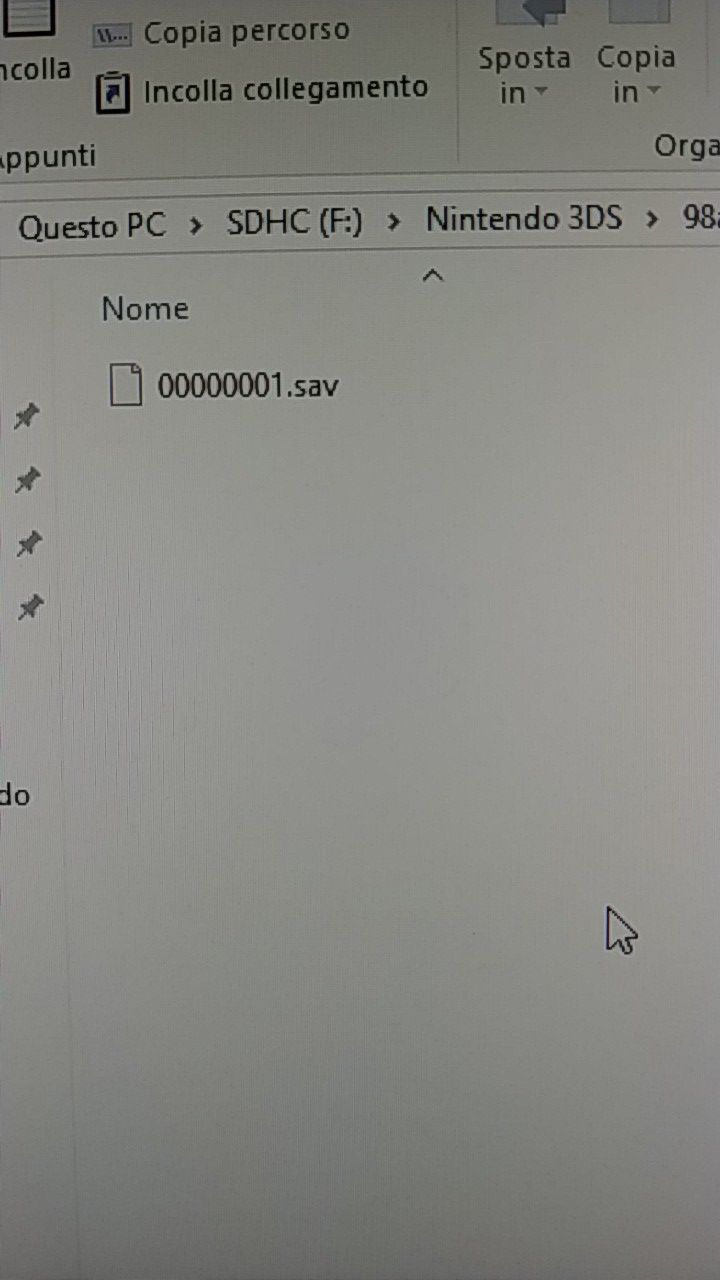 Copia percorso
ncolla
Incolla collegamento
Sposta in
Copia in
ppunti
Orga
Questo PC > SDHC (F:) > Nintendo 3DS > 98a
Nome
00000001.sav
do